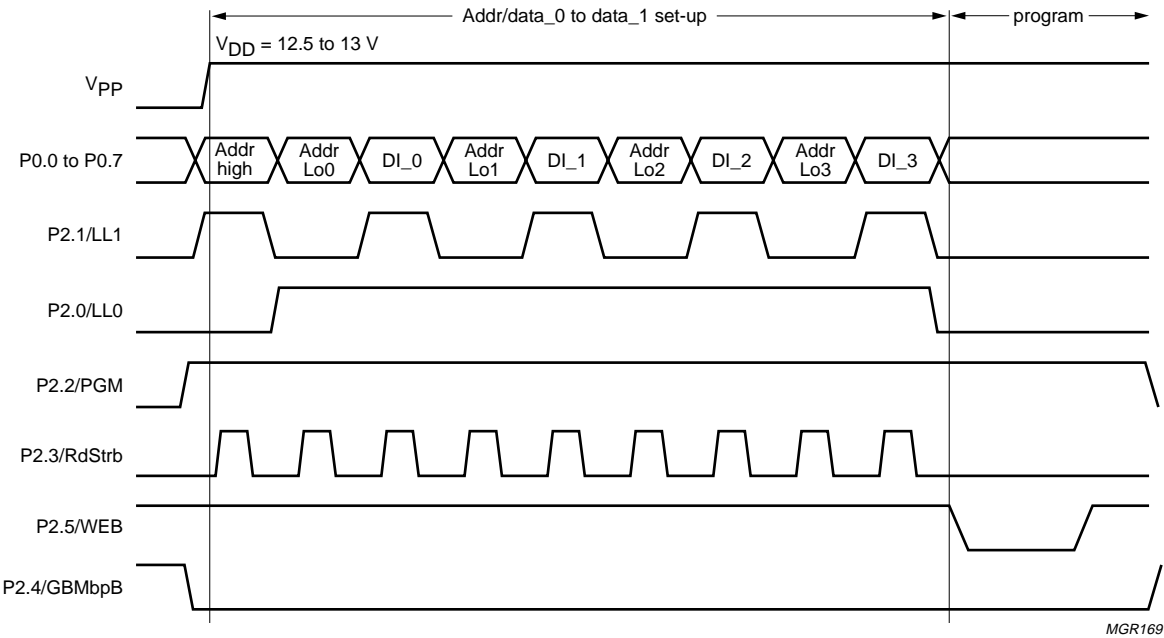 Addr/data_0 to data_1 set-up
program
VDD = 12.5 to 13 V
VPP
P0.0 to P0.7
Addr high
Addr Lo0
DI_0
Addr Lo1
DI_1
Addr Lo2
DI_2
Addr Lo3
DI_3
P2.1/LL1
P2.0/LL0
P2.2/PGM
P2.3/RdStrb
P2.5/WEB
P2.4/GBMbpB
MGR169